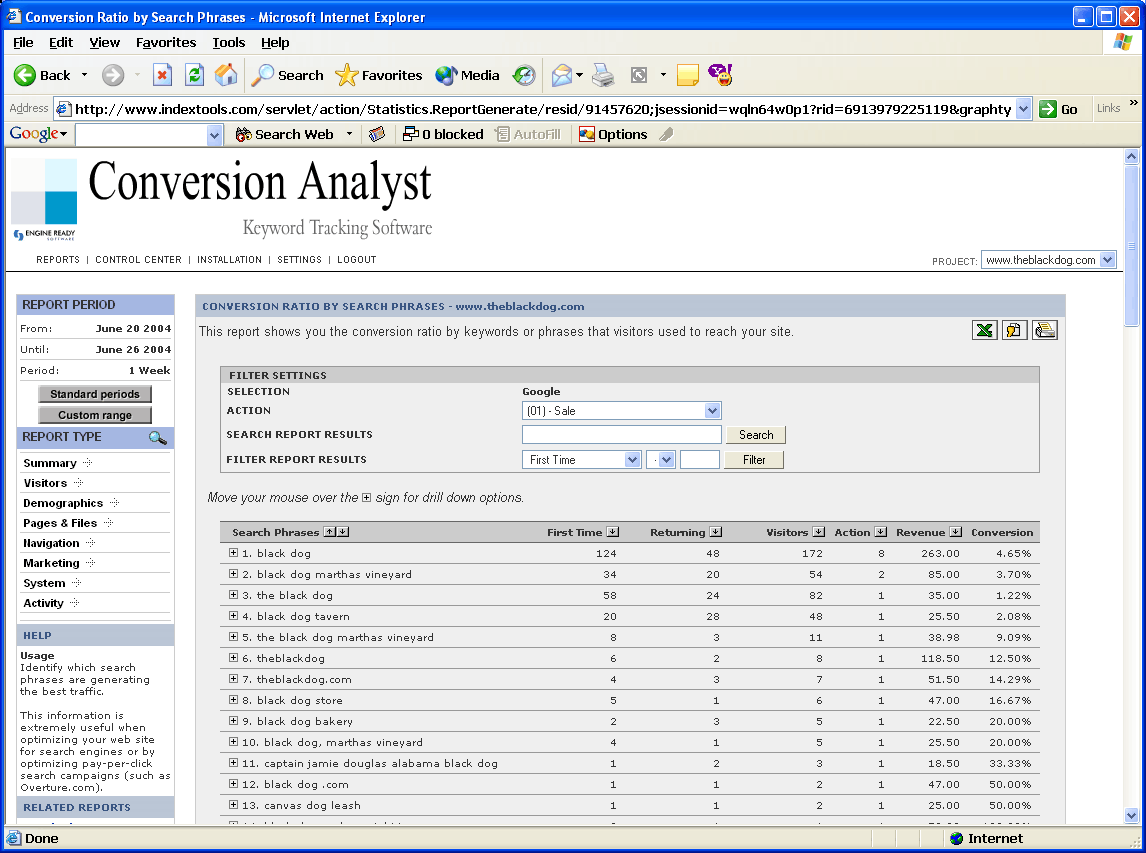 Conversion Ratio by Search Phrases - Microsoft Internet Explorer
File Edit View Favorites Tools Help
Back Search Favorites Media
Address http://www.indextools.com/servlet/action/Statistics.ReportGenerate/resid/91457620;jsessionid=wqln64w0p1?rid=6913979225119&graphty Go Links »
Google Search Web 0 blocked AutoFill Options
Conversion Analyst
Keyword Tracking Software
ENGINE READY
SOFTWARE
REPORTS | CONTROL CENTER | INSTALLATION | SETTINGS | LOGOUT
PROJECT: www.theblackdog.com
REPORT PERIOD
From: June 20 2004
Until: June 26 2004
Period: 1 Week
Standard periods
Custom range
REPORT TYPE
Summary
Visitors
Demographics
Pages & Files
Navigation
Marketing
System
Activity
HELP
Usage
Identify which search
phrases are generating
the best traffic.
This information is
extremely useful when
optimizing your web site
for search engines or by
optimizing pay-per-click
search campaigns (such as
Overture.com).
RELATED REPORTS
CONVERSION RATIO BY SEARCH PHRASES - www.theblackdog.com
This report shows you the conversion ratio by keywords or phrases that visitors used to reach your site.
FILTER SETTINGS
SELECTION Google
ACTION (01) - Sale
SEARCH REPORT RESULTS Search
FILTER REPORT RESULTS First Time - Filter
Move your mouse over the + sign for drill down options.
Search Phrases First Time Returning Visitors Action Revenue Conversion
1. black dog 124 48 172 8 263.00 4.65%
2. black dog marthas vineyard 34 20 54 2 85.00 3.70%
3. the black dog 58 24 82 1 35.00 1.22%
4. black dog tavern 20 28 48 1 25.50 2.08%
5. the black dog marthas vineyard 8 3 11 1 38.98 9.09%
6. theblackdog 6 2 8 1 118.50 12.50%
7. theblackdog.com 4 3 7 1 51.50 14.29%
8. black dog store 5 1 6 1 47.00 16.67%
9. black dog bakery 2 3 5 1 22.50 20.00%
10. black dog, marthas vineyard 4 1 5 1 25.50 20.00%
11. captain jamie douglas alabama black dog 1 2 3 1 18.50 33.33%
12. black dog .com 1 1 2 1 47.00 50.00%
13. canvas dog leash 1 1 2 1 25.00 50.00%
Done Internet